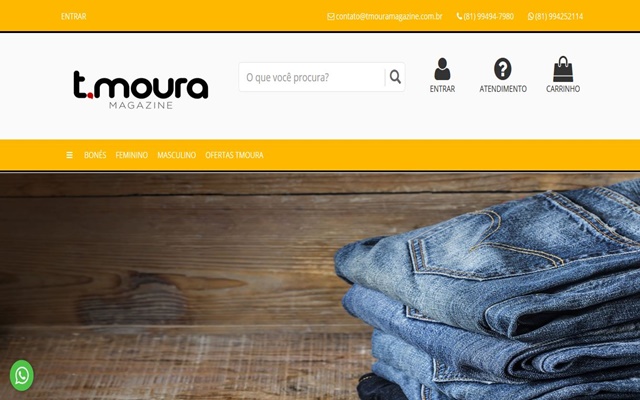 ENTRAR
contato@tmouramagazine.com.br
(81) 99494-7980
(81) 994252114
t.moura
MAGAZINE
O que você procura?
ENTRAR
ATENDIMENTO
CARRINHO
BONÉS
FEMININO
MASCULINO
OFERTAS TMOURA